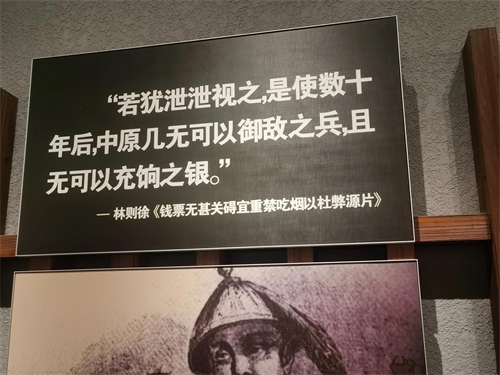 “若犹泄泄视之,是使数十
年后,中原几无可以御敌之兵,且
无可以充饷之银。”
— 林则徐《钱票无甚关碍宜重禁吃烟以杜弊源片》